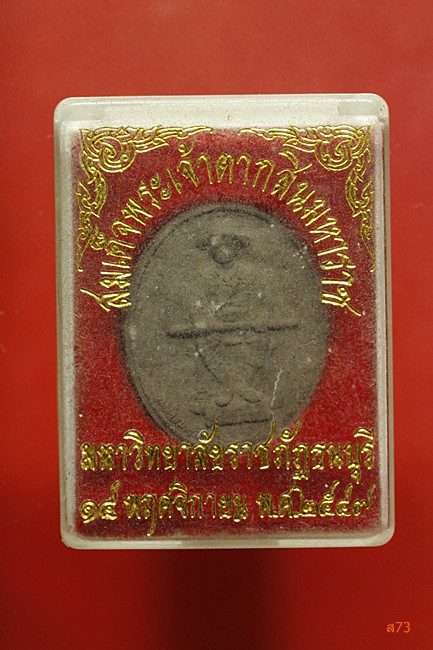 สมเด็จพระเจ้าตากสินมหาราช
มหาวิทยาลัยราชภัฏธนบุรี
๑๔ พฤศจิกายน พ.ศ.๒๕๔๗
ส73